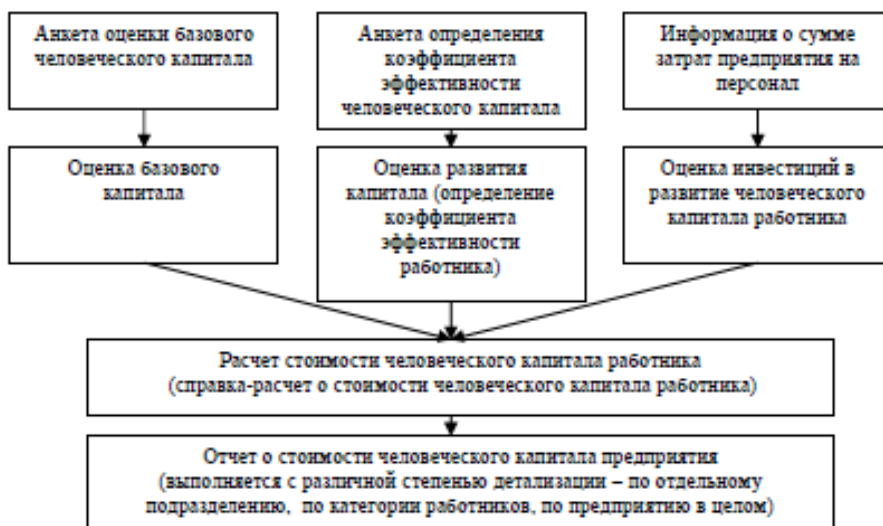 Анкета оценки базового
человеческого капитала
Анкета определения
коэффициента
эффективности
человеческого капитала
Информация о сумме
затрат предприятия на
персонал
Оценка базового
капитала
Оценка развития
капитала (определение
коэффициента
эффективности
работника)
Оценка инвестиций в
развитие человеческого
капитала работника
Расчет стоимости человеческого капитала работника
(справка-расчет о стоимости человеческого капитала работника)
Отчет о стоимости человеческого капитала предприятия
(выполняется с различной степенью детализации – по отдельному
подразделению, по категории работников, по предприятию в целом)